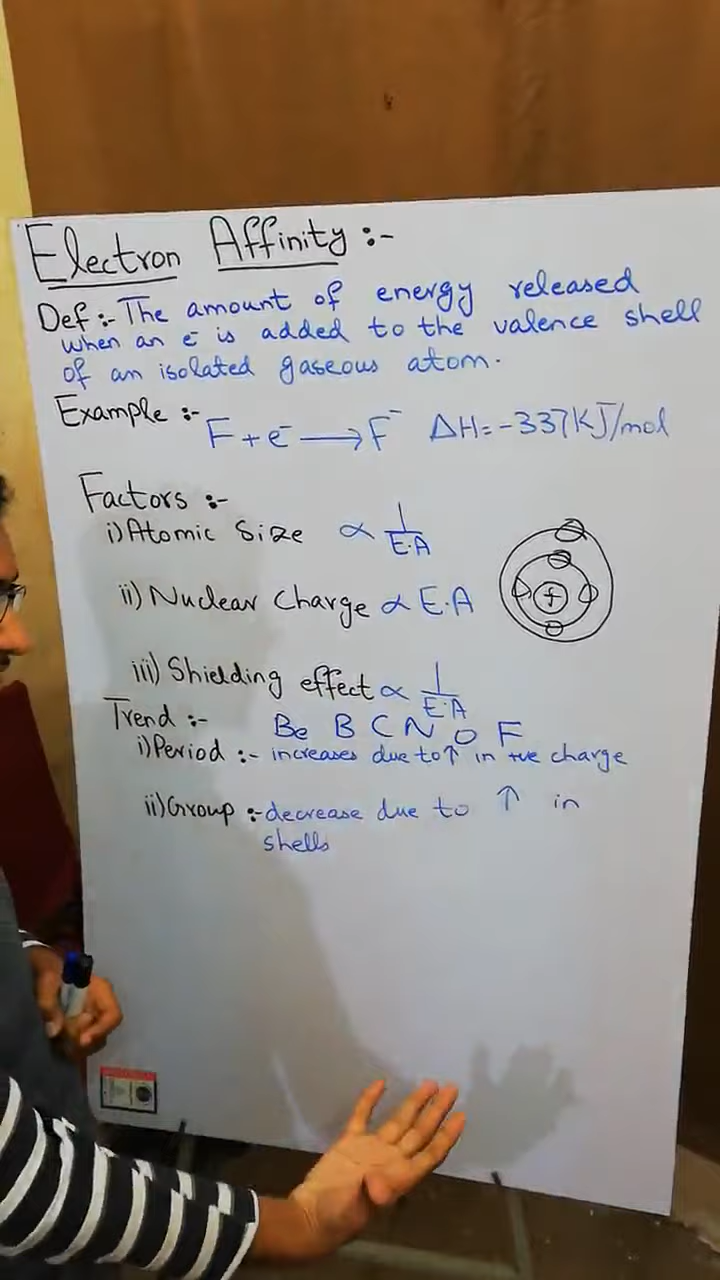 Electron Affinity :-
Def :- The amount of energy released
when an e⁻ is added to the valence shell
of an isolated gaseous atom.
Example :- F + e⁻ ⟶ F⁻ ΔH = -337KJ/mol
Factors :-
i) Atomic Size ∝ 1/E.A
+
ii) Nuclear Charge ∝ E.A
iii) Shielding effect ∝ 1/E.A
Trend :- Be B C N O F
i) Period :- increases due to ↑ in +ve charge
ii) Group :- decrease due to ↑ in
shells